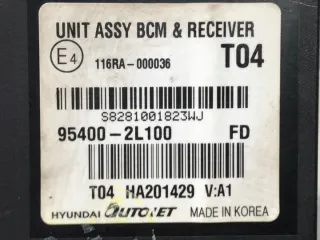 UNIT ASSY BCM & RECEIVER
E4 116RA-000036 T04
S8281001823WJ
95400-2L100 FD
T04 HA201429 V:A1
HYUNDAI AUTONET MADE IN KOREA